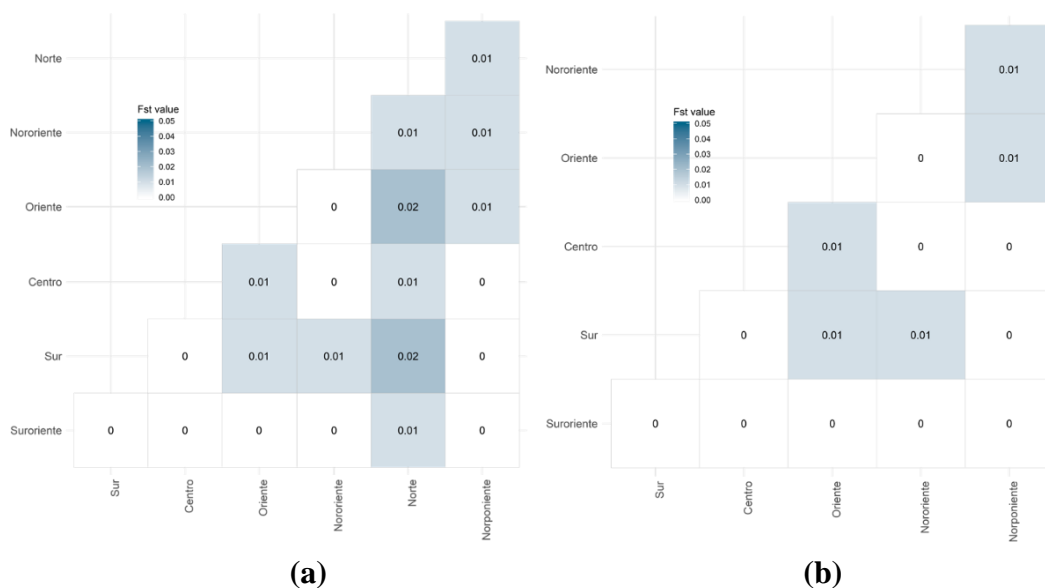 Norte
0.01
Fst value
0.05
0.04
0.03
0.02
0.01
0.00
Nororiente
0.01
0.01
Oriente
0
0.02
0.01
Centro
0.01
0
0.01
0
Sur
0
0.01
0.01
0.02
0
Suroriente
0
0
0
0
0.01
0
Sur
Centro
Oriente
Nororiente
Norte
Norponiente
(a)
Nororiente
0.01
Fst value
0.05
0.04
0.03
0.02
0.01
0.00
Oriente
0
0.01
Centro
0.01
0
0
Sur
0
0.01
0.01
0
Suroriente
0
0
0
0
0
Sur
Centro
Oriente
Nororiente
Norponiente
(b)